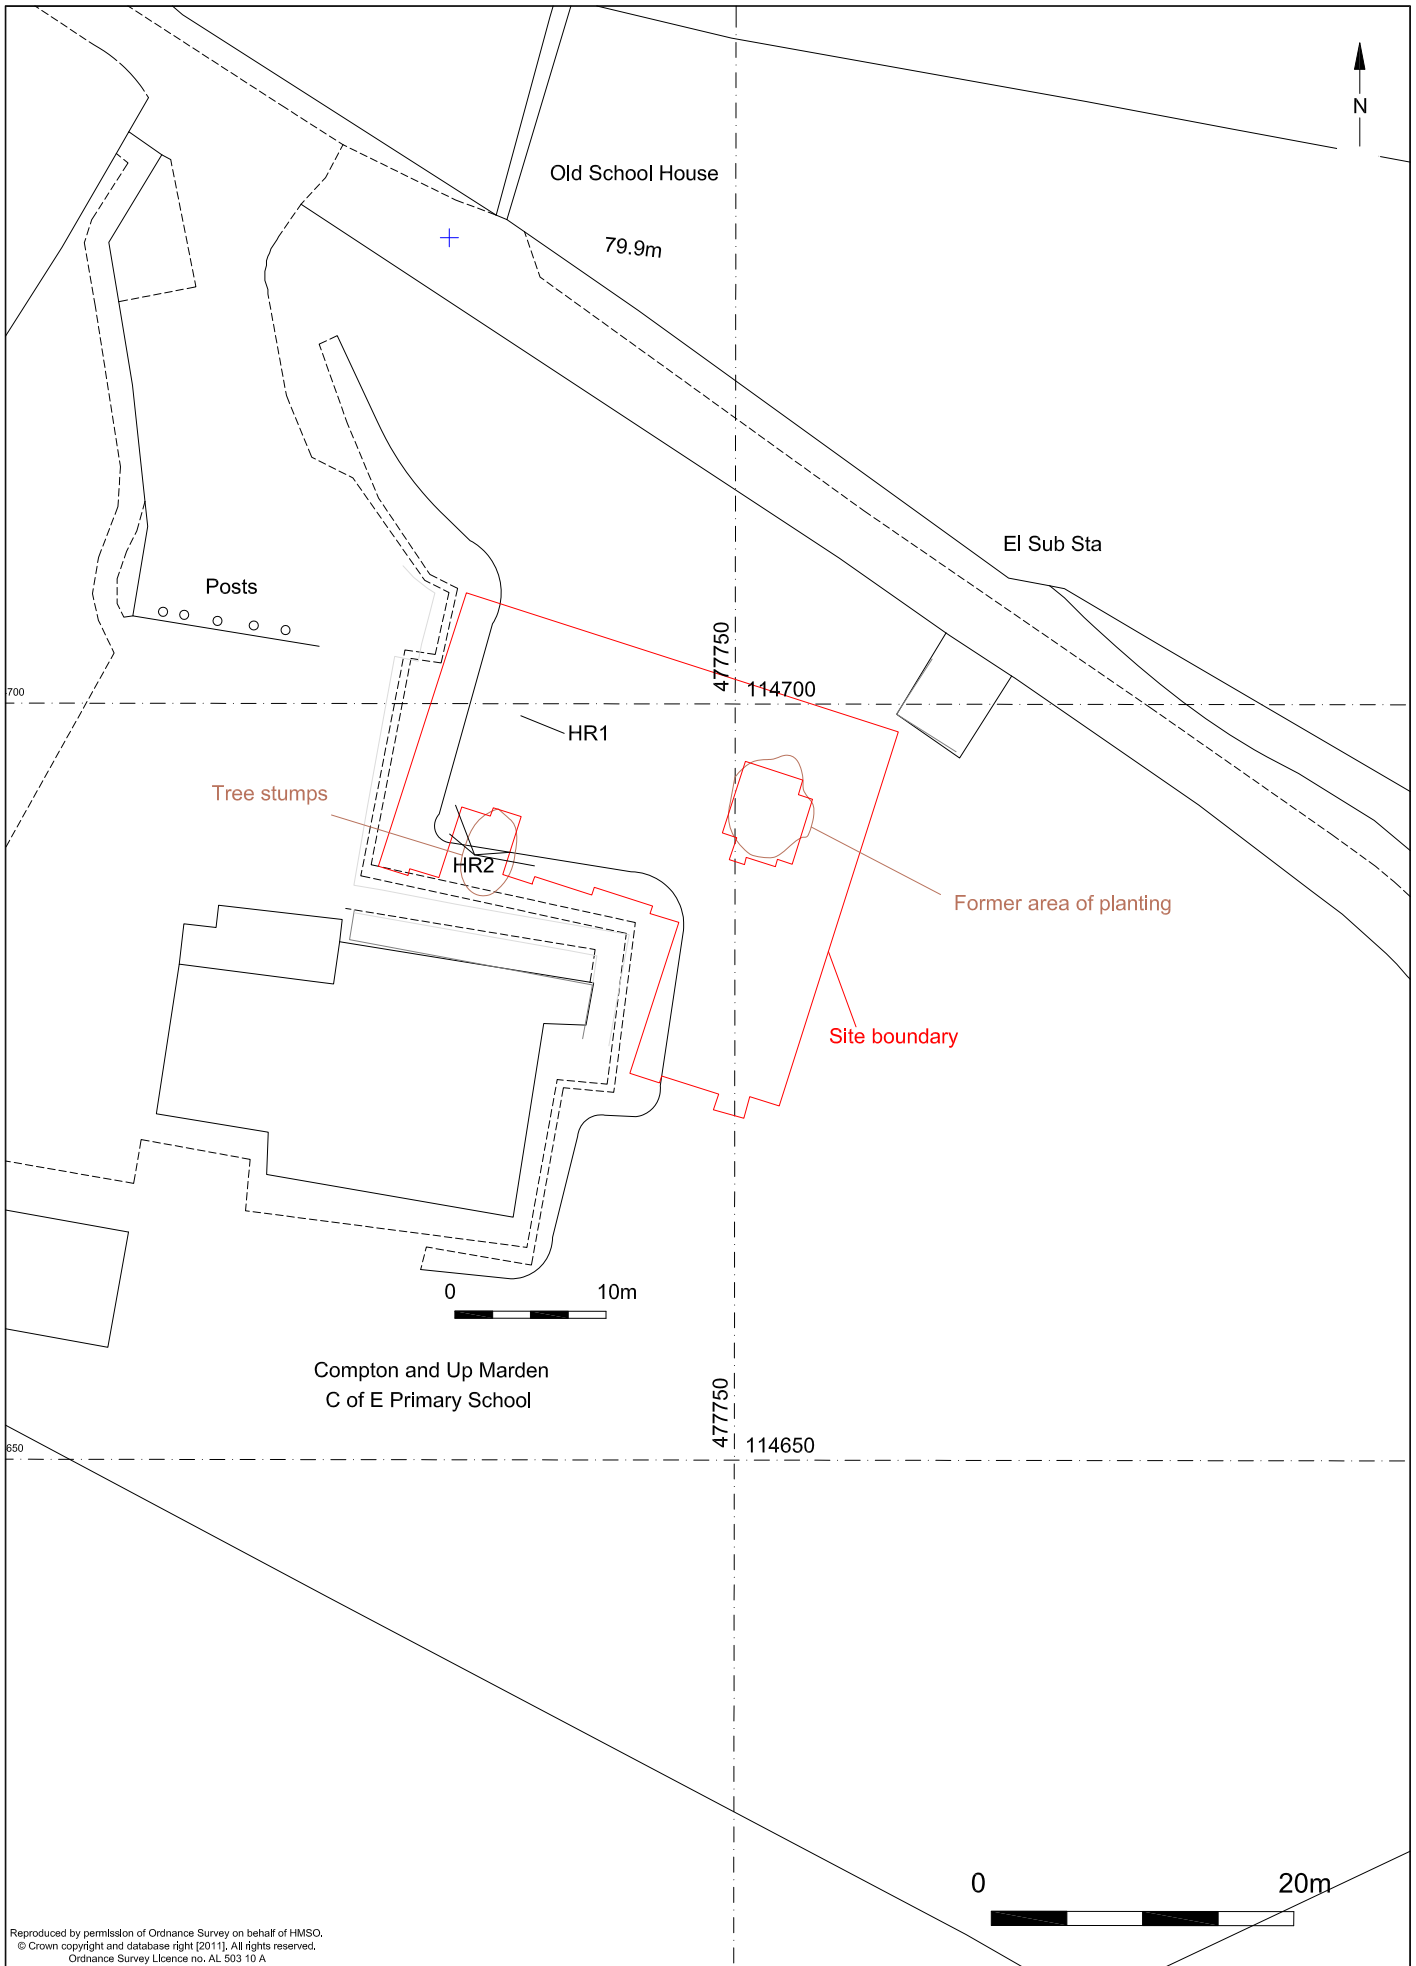 N
Old School House
79.9m
El Sub Sta
Posts
477750
114700
700
HR1
Tree stumps
HR2
Former area of planting
Site boundary
0 10m
Compton and Up Marden
C of E Primary School
477750
114650
650
0 20m
Reproduced by permission of Ordnance Survey on behalf of HMSO.
© Crown copyright and database right [2011]. All rights reserved.
Ordnance Survey Licence no. AL 503 10 A